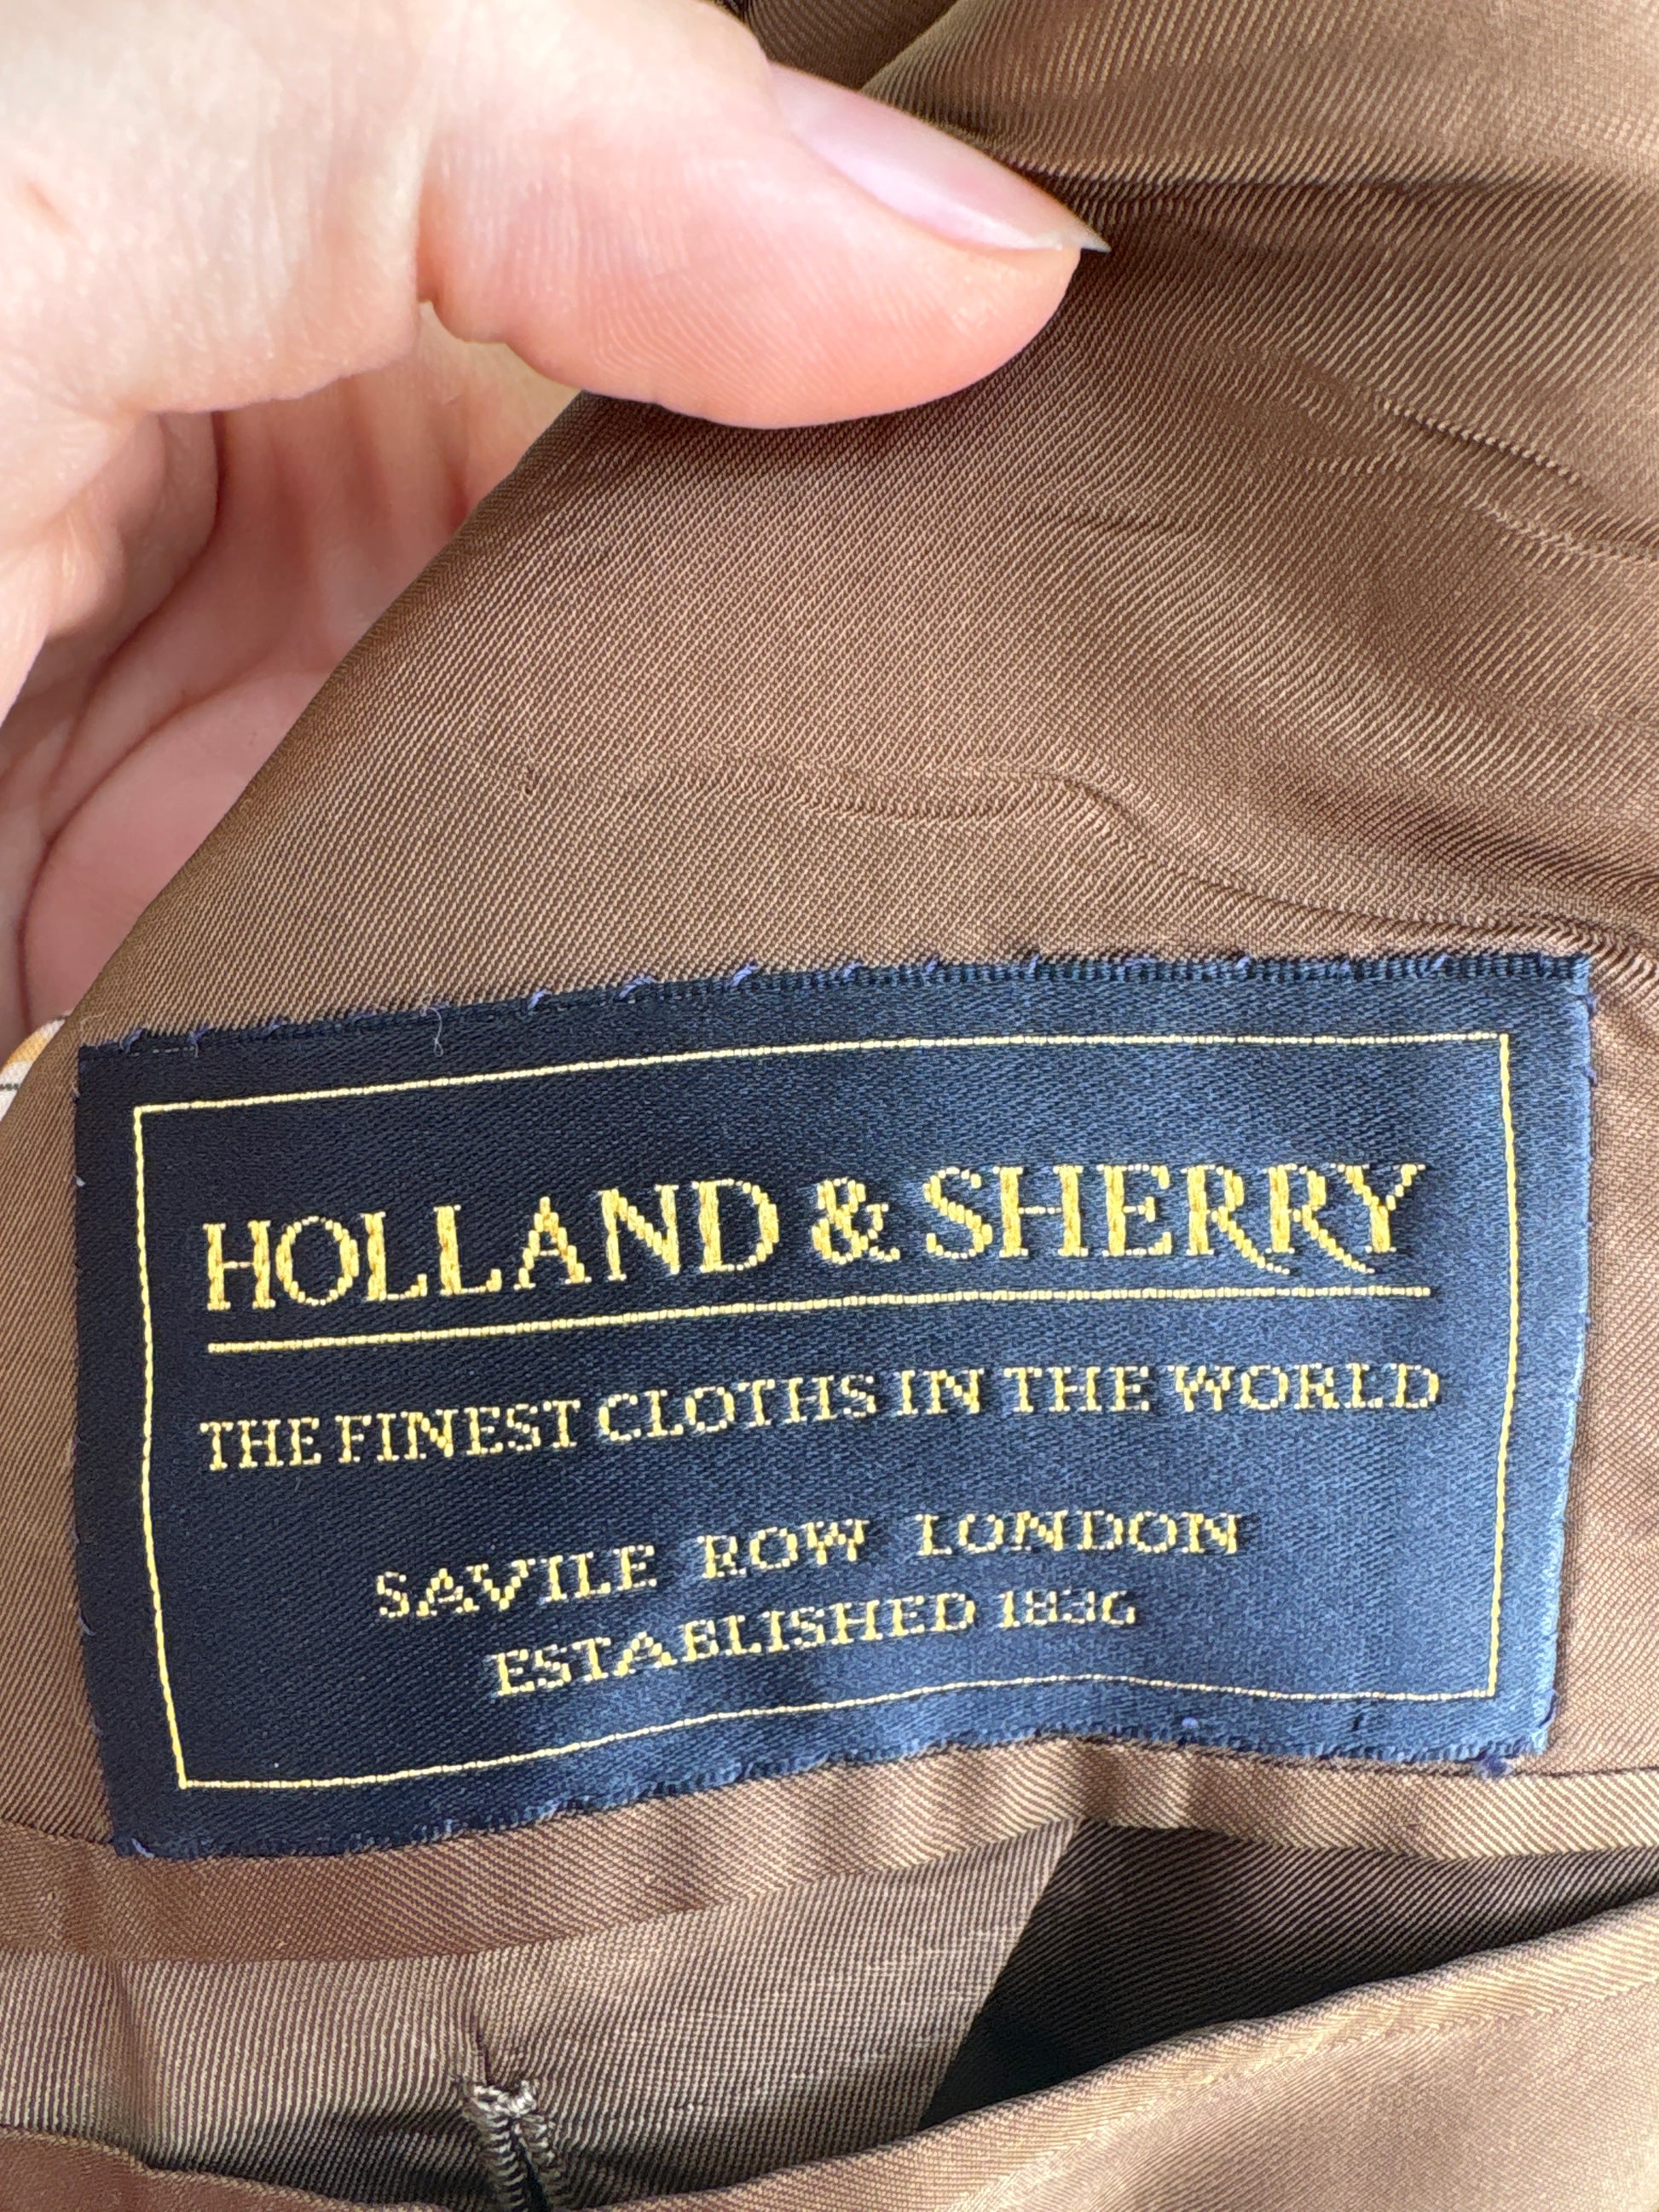 HOLLAND & SHERRY
THE FINEST CLOTHS IN THE WORLD
SAVILE ROW LONDON
ESTABLISHED 1836